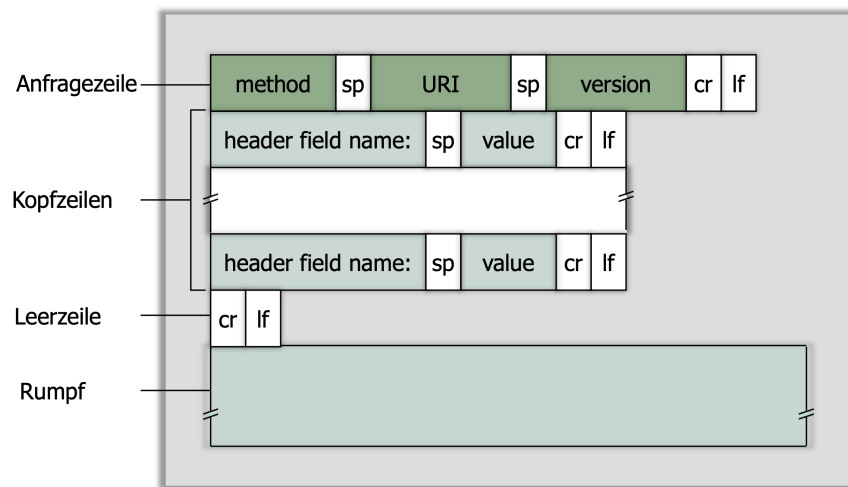 Anfragezeile method sp URI sp version cr lf
header field name: sp value cr lf
Kopfzeilen
header field name: sp value cr lf
Leerzeile cr lf
Rumpf